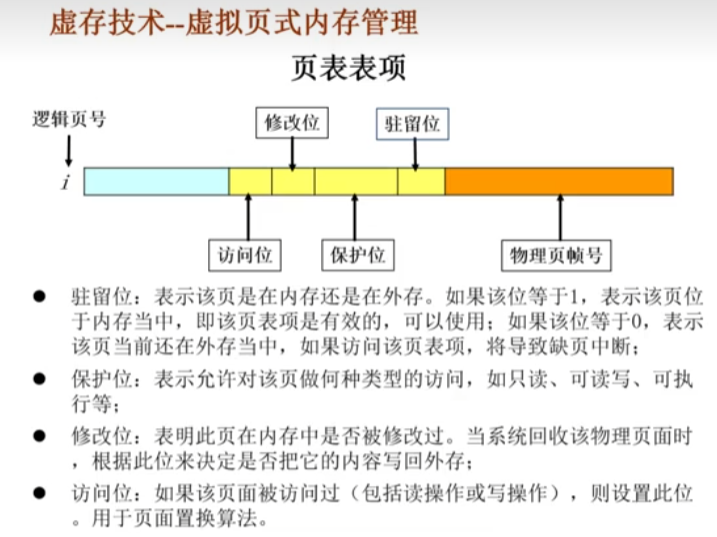 虚存技术--虚拟页式内存管理
页表表项
逻辑页号
修改位
驻留位
i
访问位
保护位
物理页帧号
● 驻留位：表示该页是在内存还是在外存。如果该位等于1，表示该页位
于内存当中，即该页表项是有效的，可以使用；如果该位等于0，表示
该页当前还在外存当中，如果访问该页表项，将导致缺页中断；
● 保护位：表示允许对该页做何种类型的访问，如只读、可读写、可执
行等；
● 修改位：表明此页在内存中是否被修改过。当系统回收该物理页面时
，根据此位来决定是否把它的内容写回外存；
● 访问位：如果该页面被访问过（包括读操作或写操作），则设置此位
。用于页面置换算法。